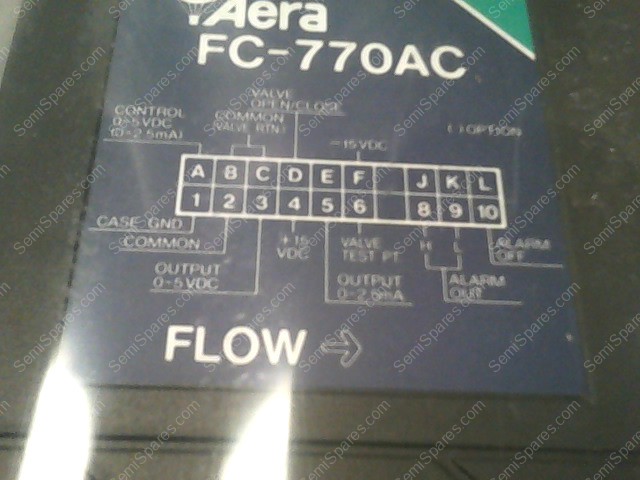 Aera
FC-770AC
VALVE
OPEN/CLOSE
CONTROL
0-5VDC
(0-2.5mA)
COMMON
(VALVE RTN)
-15VDC
( ) OPTION
A B C D E F J K L
1 2 3 4 5 6 8 9 10
CASE GND
COMMON
OUTPUT
0-5VDC
+15
VDC
VALVE
TEST PT
OUTPUT
0-2.5mA
H L
ALARM
OUT
ALARM
OFF
FLOW
SemiSpares.com